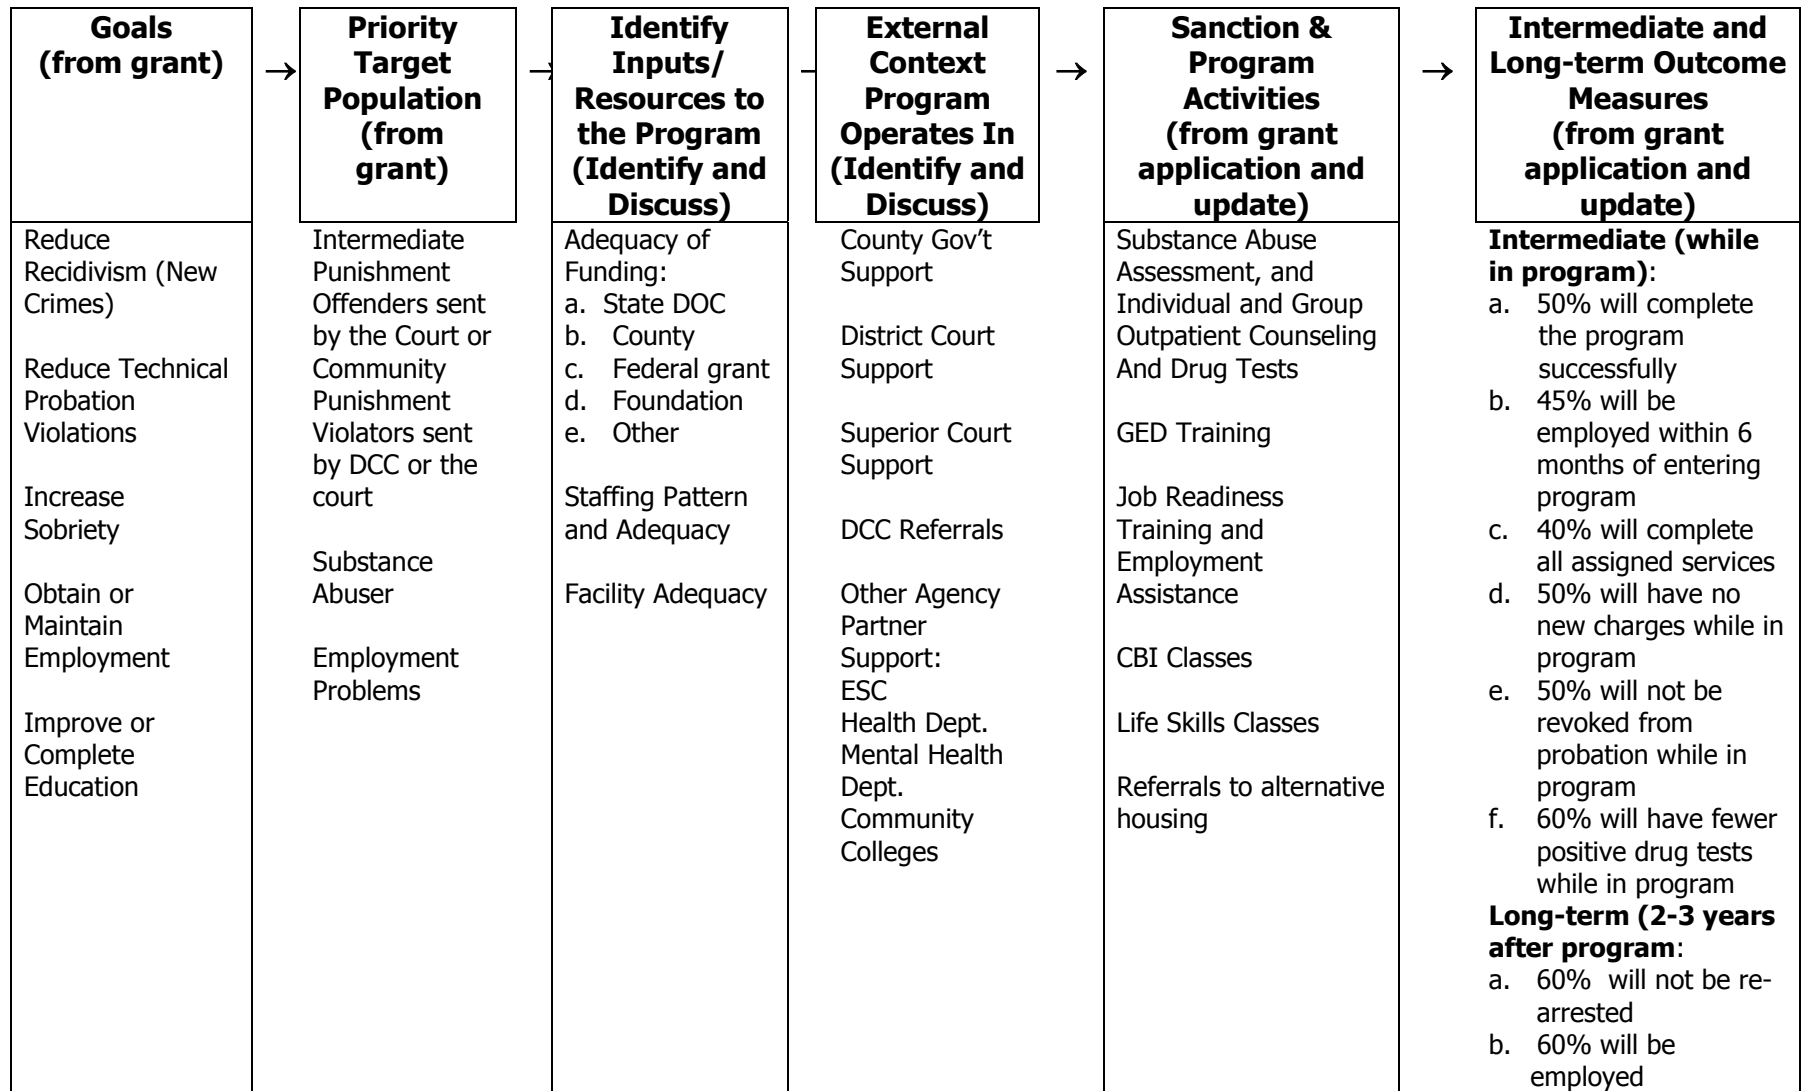 Goals
(from grant)
→
Priority
Target
Population
(from
grant)
→
Identify
Inputs/
Resources to
the Program
(Identify and
Discuss)
External
Context
Program
Operates In
(Identify and
Discuss)
→
Sanction &
Program
Activities
(from grant
application and
update)
→
Intermediate and
Long-term Outcome
Measures
(from grant
application and
update)
Reduce
Recidivism (New
Crimes)
Reduce Technical
Probation
Violations
Increase
Sobriety
Obtain or
Maintain
Employment
Improve or
Complete
Education
Intermediate
Punishment
Offenders sent
by the Court or
Community
Punishment
Violators sent
by DCC or the
court
Substance
Abuser
Employment
Problems
Adequacy of
Funding:
a. State DOC
b. County
c. Federal grant
d. Foundation
e. Other
Staffing Pattern
and Adequacy
Facility Adequacy
County Gov’t
Support
District Court
Support
Superior Court
Support
DCC Referrals
Other Agency
Partner
Support:
ESC
Health Dept.
Mental Health
Dept.
Community
Colleges
Substance Abuse
Assessment, and
Individual and Group
Outpatient Counseling
And Drug Tests
GED Training
Job Readiness
Training and
Employment
Assistance
CBI Classes
Life Skills Classes
Referrals to alternative
housing
Intermediate (while
in program):
a. 50% will complete
the program
successfully
b. 45% will be
employed within 6
months of entering
program
c. 40% will complete
all assigned services
d. 50% will have no
new charges while in
program
e. 50% will not be
revoked from
probation while in
program
f. 60% will have fewer
positive drug tests
while in program
Long-term (2-3 years
after program:
a. 60% will not be re-
arrested
b. 60% will be
employed